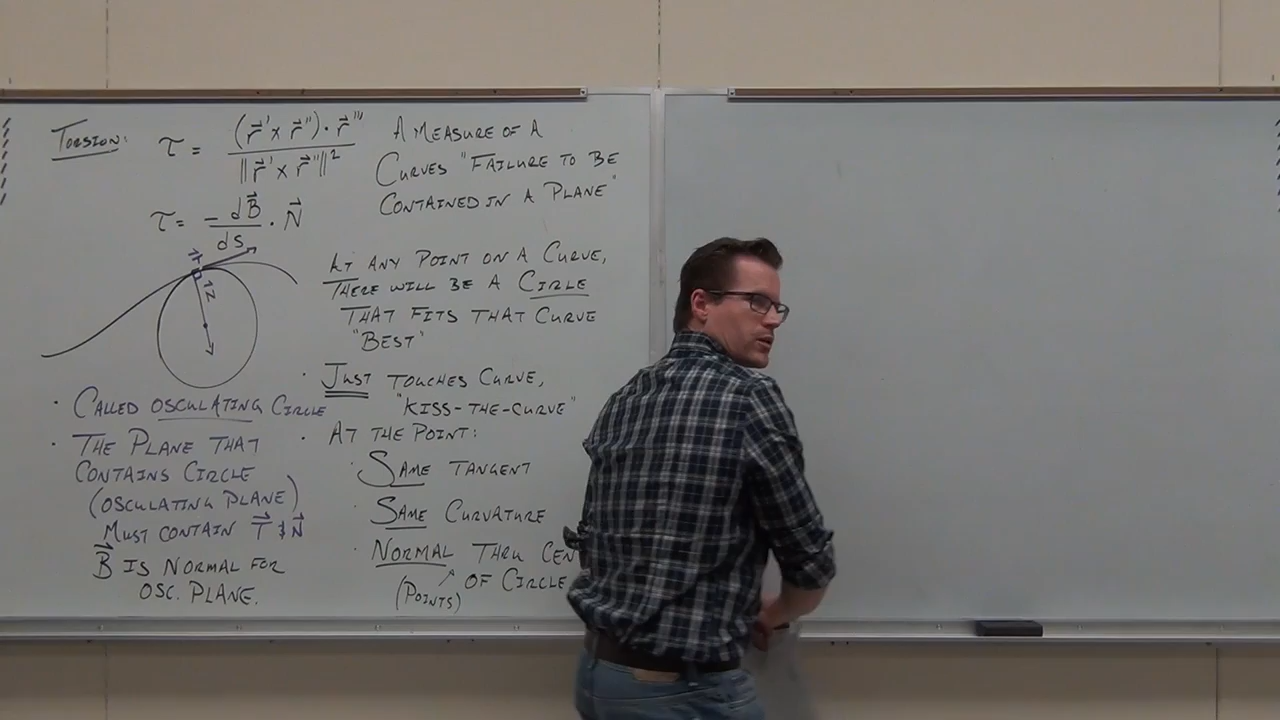 TORSION:
τ = (r⃗' × r⃗'') · r⃗''' / ‖r⃗' × r⃗''‖²
τ = -dB⃗/ds · N⃗
A MEASURE OF A
CURVES "FAILURE TO BE
CONTAINED IN A PLANE"
T⃗
N⃗
AT ANY POINT ON A CURVE,
THERE WILL BE A CIRLE
THAT FITS THAT CURVE
"BEST"
· CALLED OSCULATING CIRCLE
· THE PLANE THAT
CONTAINS CIRCLE
(OSCULATING PLANE)
MUST CONTAIN T⃗ & N⃗
B⃗ IS NORMAL FOR
OSC. PLANE.
· JUST TOUCHES CURVE,
"KISS-THE-CURVE"
· AT THE POINT:
· SAME TANGENT
· SAME CURVATURE
· NORMAL THRU CEN
(POINTS) OF CIRCLE